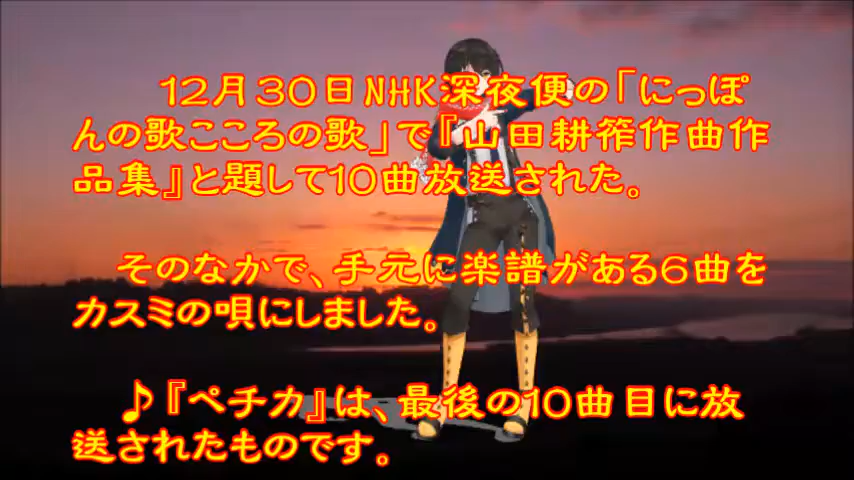 12月30日NHK深夜便の「にっぽ
んの歌こころの歌」で『山田耕筰作曲作
品集』と題して10曲放送された。
そのなかで、手元に楽譜がある6曲を
カスミの唄にしました。
♪『ペチカ』は、最後の10曲目に放
送されたものです。